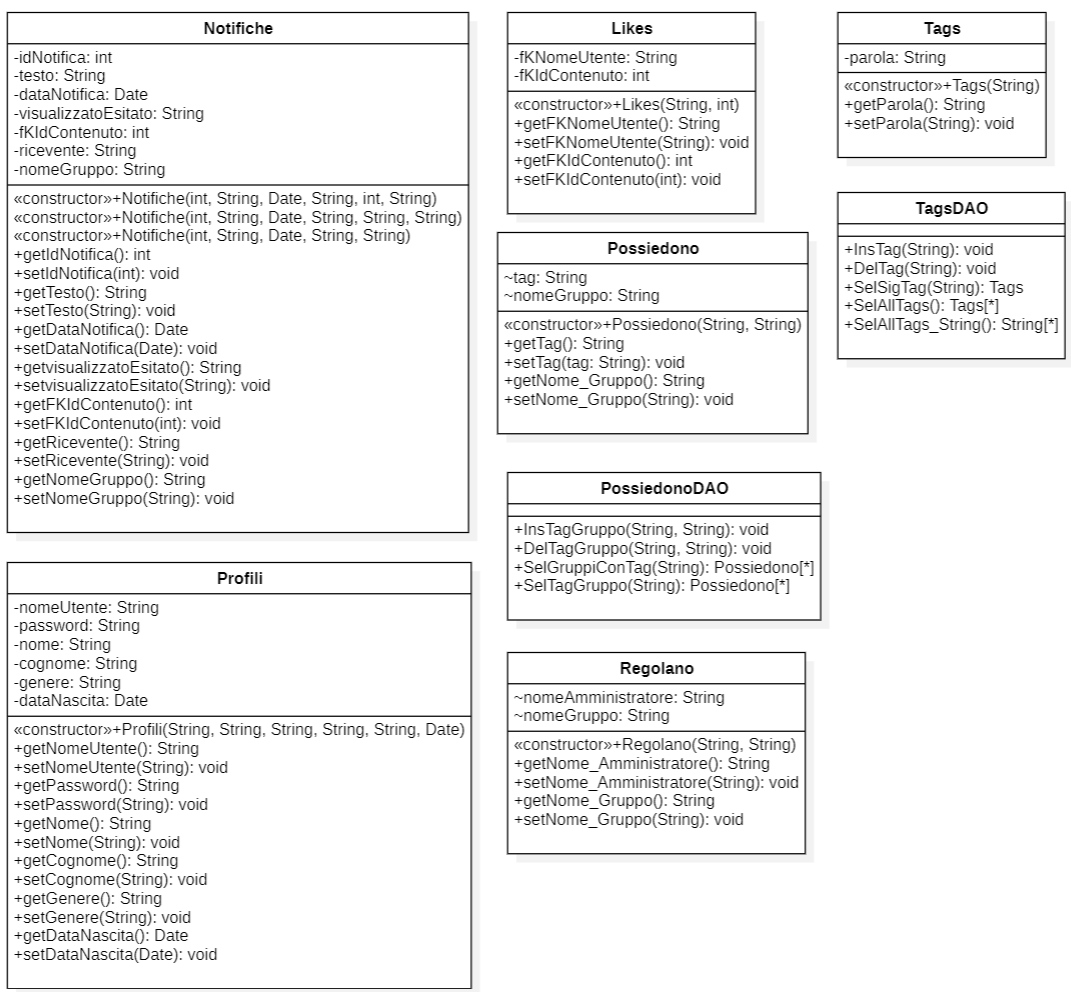 Notifiche
-idNotifica: int
-testo: String
-dataNotifica: Date
-visualizzatoEsitato: String
-fKIdContenuto: int
-ricevente: String
-nomeGruppo: String
«constructor»+Notifiche(int, String, Date, String, int, String)
«constructor»+Notifiche(int, String, Date, String, String, String)
«constructor»+Notifiche(int, String, Date, String, String)
+getIdNotifica(): int
+setIdNotifica(int): void
+getTesto(): String
+setTesto(String): void
+getDataNotifica(): Date
+setDataNotifica(Date): void
+getvisualizzatoEsitato(): String
+setvisualizzatoEsitato(String): void
+getFKIdContenuto(): int
+setFKIdContenuto(int): void
+getRicevente(): String
+setRicevente(String): void
+getNomeGruppo(): String
+setNomeGruppo(String): void
Profili
-nomeUtente: String
-password: String
-nome: String
-cognome: String
-genere: String
-dataNascita: Date
«constructor»+Profili(String, String, String, String, String, Date)
+getNomeUtente(): String
+setNomeUtente(String): void
+getPassword(): String
+setPassword(String): void
+getNome(): String
+setNome(String): void
+getCognome(): String
+setCognome(String): void
+getGenere(): String
+setGenere(String): void
+getDataNascita(): Date
+setDataNascita(Date): void
Likes
-fKNomeUtente: String
-fKIdContenuto: int
«constructor»+Likes(String, int)
+getFKNomeUtente(): String
+setFKNomeUtente(String): void
+getFKIdContenuto(): int
+setFKIdContenuto(int): void
Possiedono
~tag: String
~nomeGruppo: String
«constructor»+Possiedono(String, String)
+getTag(): String
+setTag(tag: String): void
+getNome_Gruppo(): String
+setNome_Gruppo(String): void
PossiedonoDAO
+InsTagGruppo(String, String): void
+DelTagGruppo(String, String): void
+SelGruppiConTag(String): Possiedono[*]
+SelTagGruppo(String): Possiedono[*]
Regolano
~nomeAmministratore: String
~nomeGruppo: String
«constructor»+Regolano(String, String)
+getNome_Amministratore(): String
+setNome_Amministratore(String): void
+getNome_Gruppo(): String
+setNome_Gruppo(String): void
Tags
-parola: String
«constructor»+Tags(String)
+getParola(): String
+setParola(String): void
TagsDAO
+InsTag(String): void
+DelTag(String): void
+SelSigTag(String): Tags
+SelAllTags(): Tags[*]
+SelAllTags_String(): String[*]